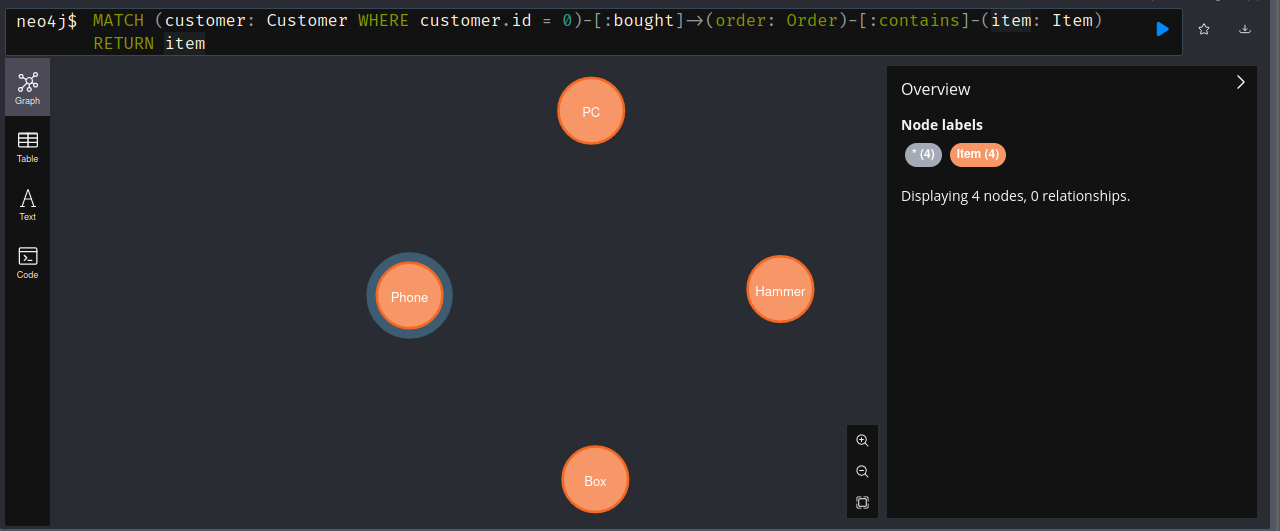 neo4j$ MATCH (customer: Customer WHERE customer.id = 0)-[:bought]->(order: Order)-[:contains]-(item: Item)
RETURN item
Graph
Table
Text
Code
PC
Phone
Hammer
Box
Overview
Node labels
* (4) Item (4)
Displaying 4 nodes, 0 relationships.